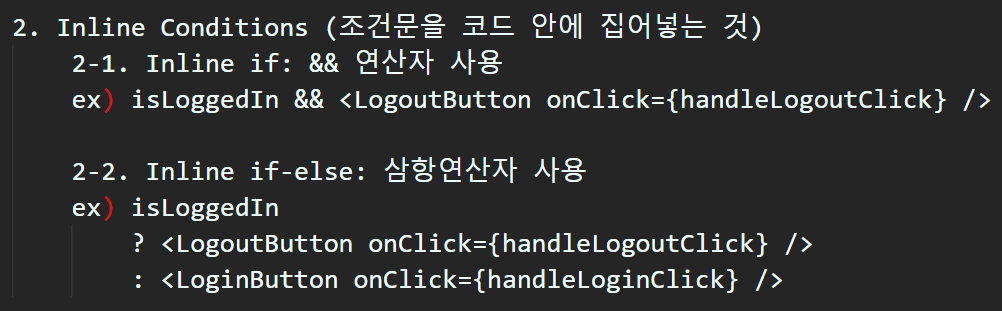 2. Inline Conditions (조건문을 코드 안에 집어넣는 것)
2-1. Inline if: && 연산자 사용
ex) isLoggedIn && <LogoutButton onClick={handleLogoutClick} />
2-2. Inline if-else: 삼항연산자 사용
ex) isLoggedIn
? <LogoutButton onClick={handleLogoutClick} />
: <LoginButton onClick={handleLoginClick} />